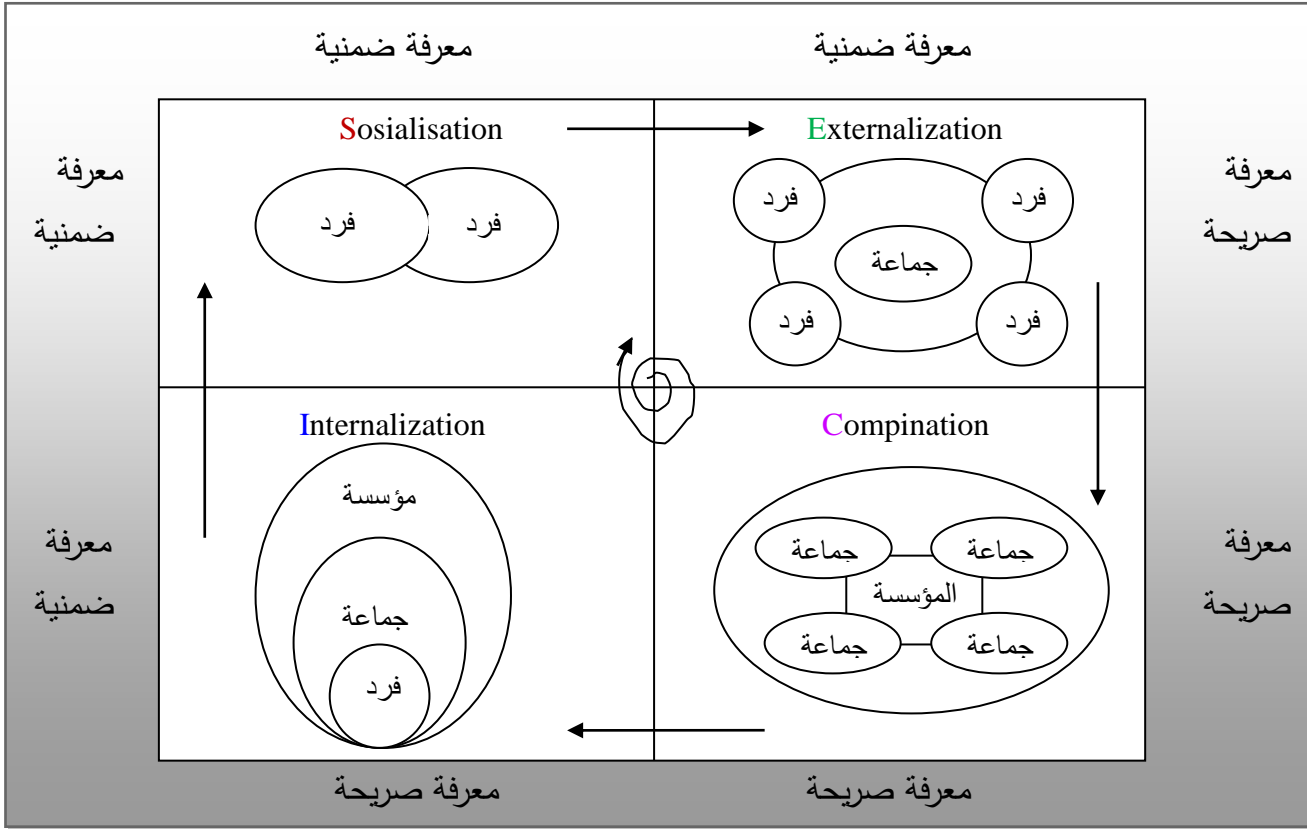 معرفة ضمنية
معرفة ضمنية
Sosialisation
Externalization
معرفة
ضمنية
فرد
فرد
فرد
فرد
جماعة
فرد
فرد
معرفة
صريحة
Internalization
Compination
معرفة
ضمنية
مؤسسة
جماعة
فرد
جماعة
جماعة
المؤسسة
جماعة
جماعة
معرفة
صريحة
معرفة صريحة
معرفة صريحة